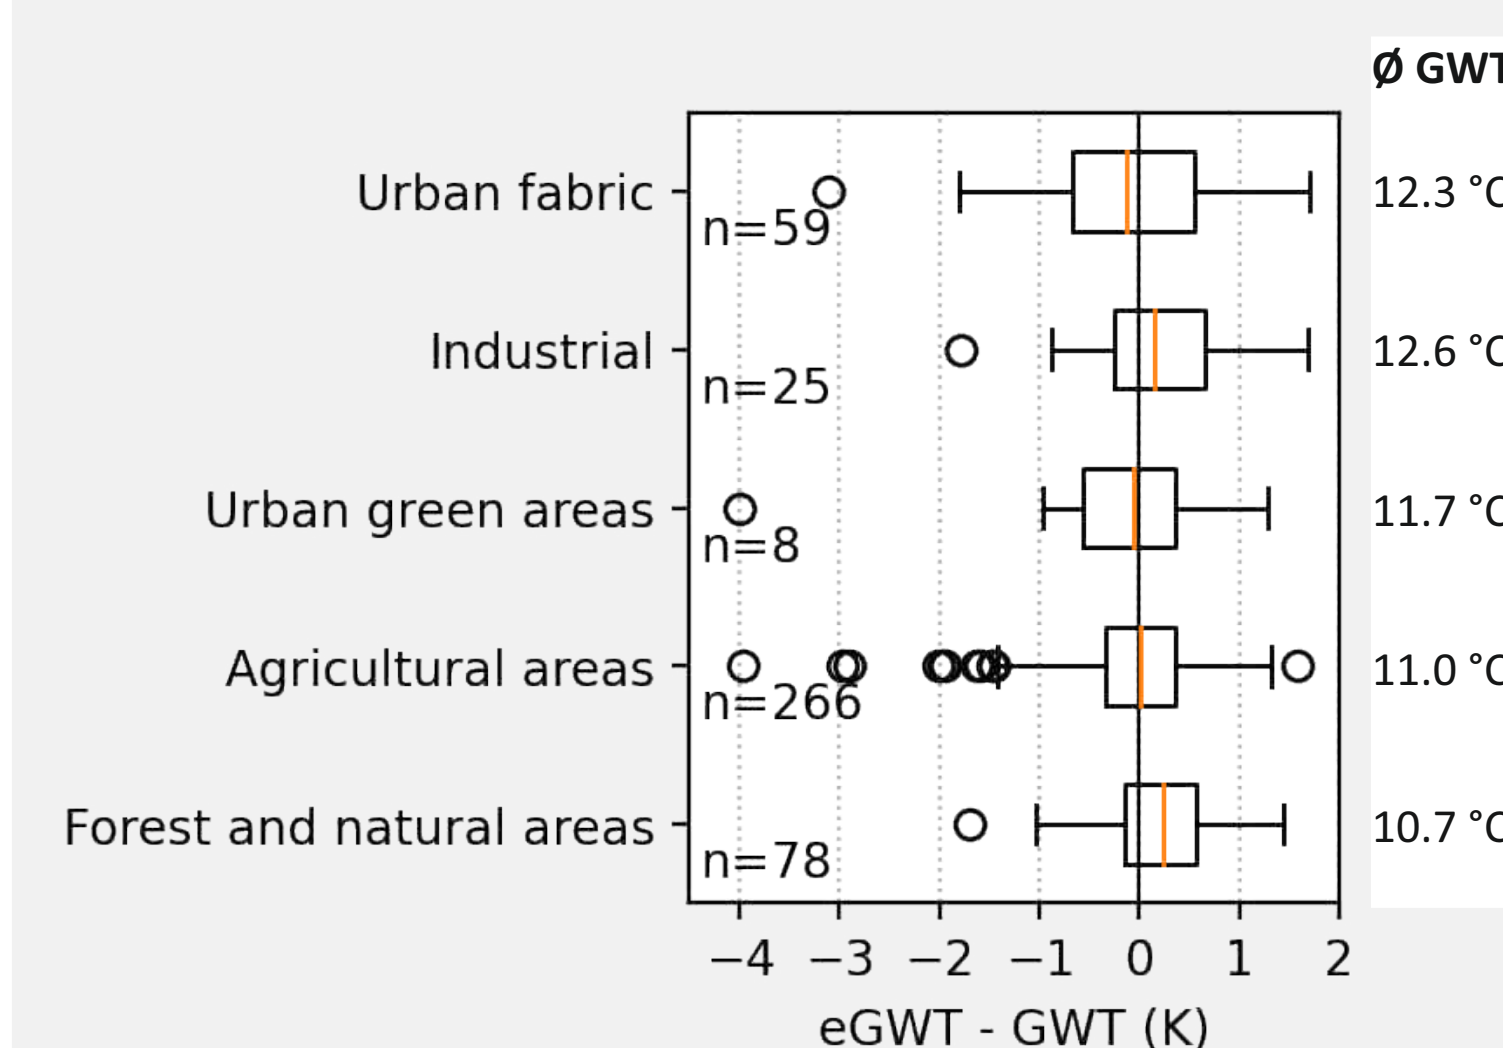 Ø GWT
Urban fabric
12.3 °C
n=59
Industrial
12.6 °C
n=25
Urban green areas
11.7 °C
n=8
Agricultural areas
11.0 °C
n=266
Forest and natural areas
10.7 °C
n=78
−4 −3 −2 −1 0 1 2
eGWT - GWT (K)